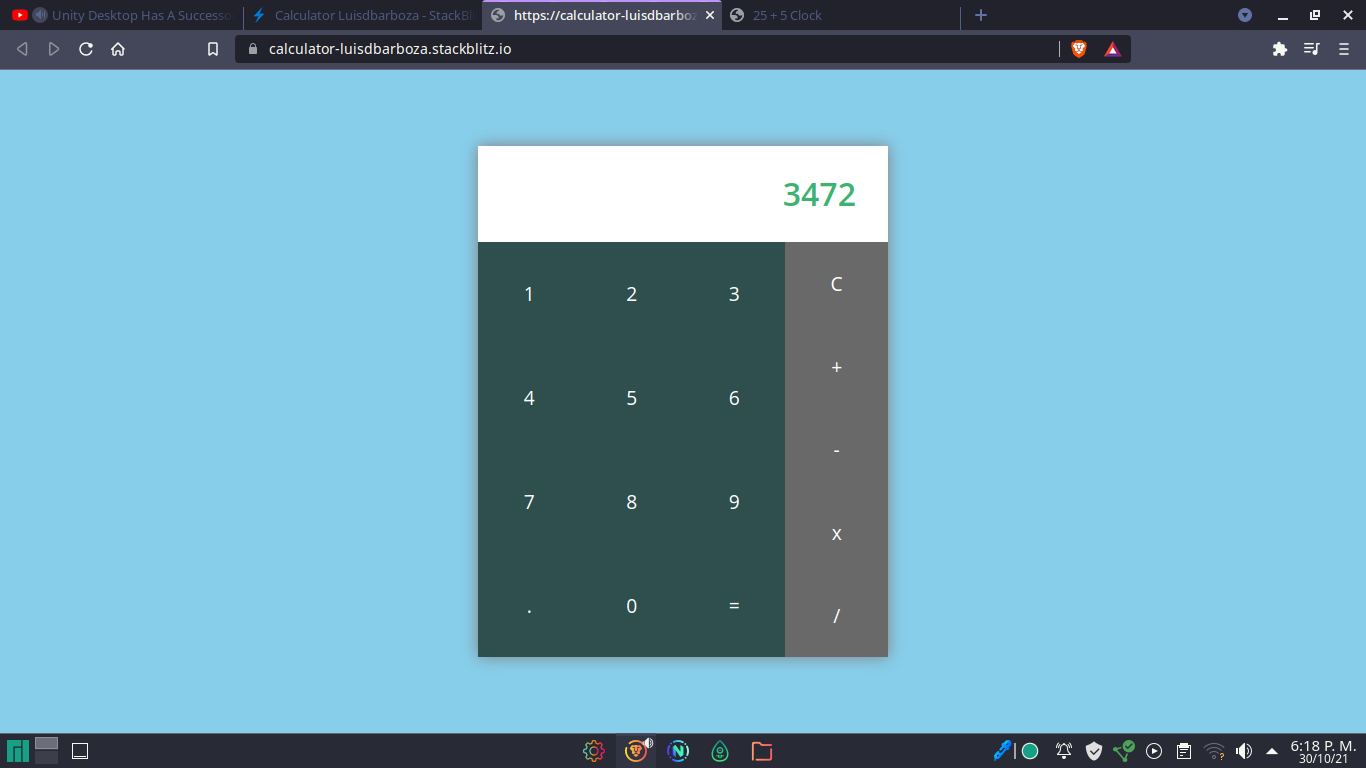 Unity Desktop Has A Successo
Calculator Luisdbarboza - StackBl
https://calculator-luisdbarboz
25 + 5 Clock
calculator-luisdbarboza.stackblitz.io
3472
1 2 3 C
+
4 5 6
-
7 8 9
x
. 0 =
/
6:18 P. M.
30/10/21